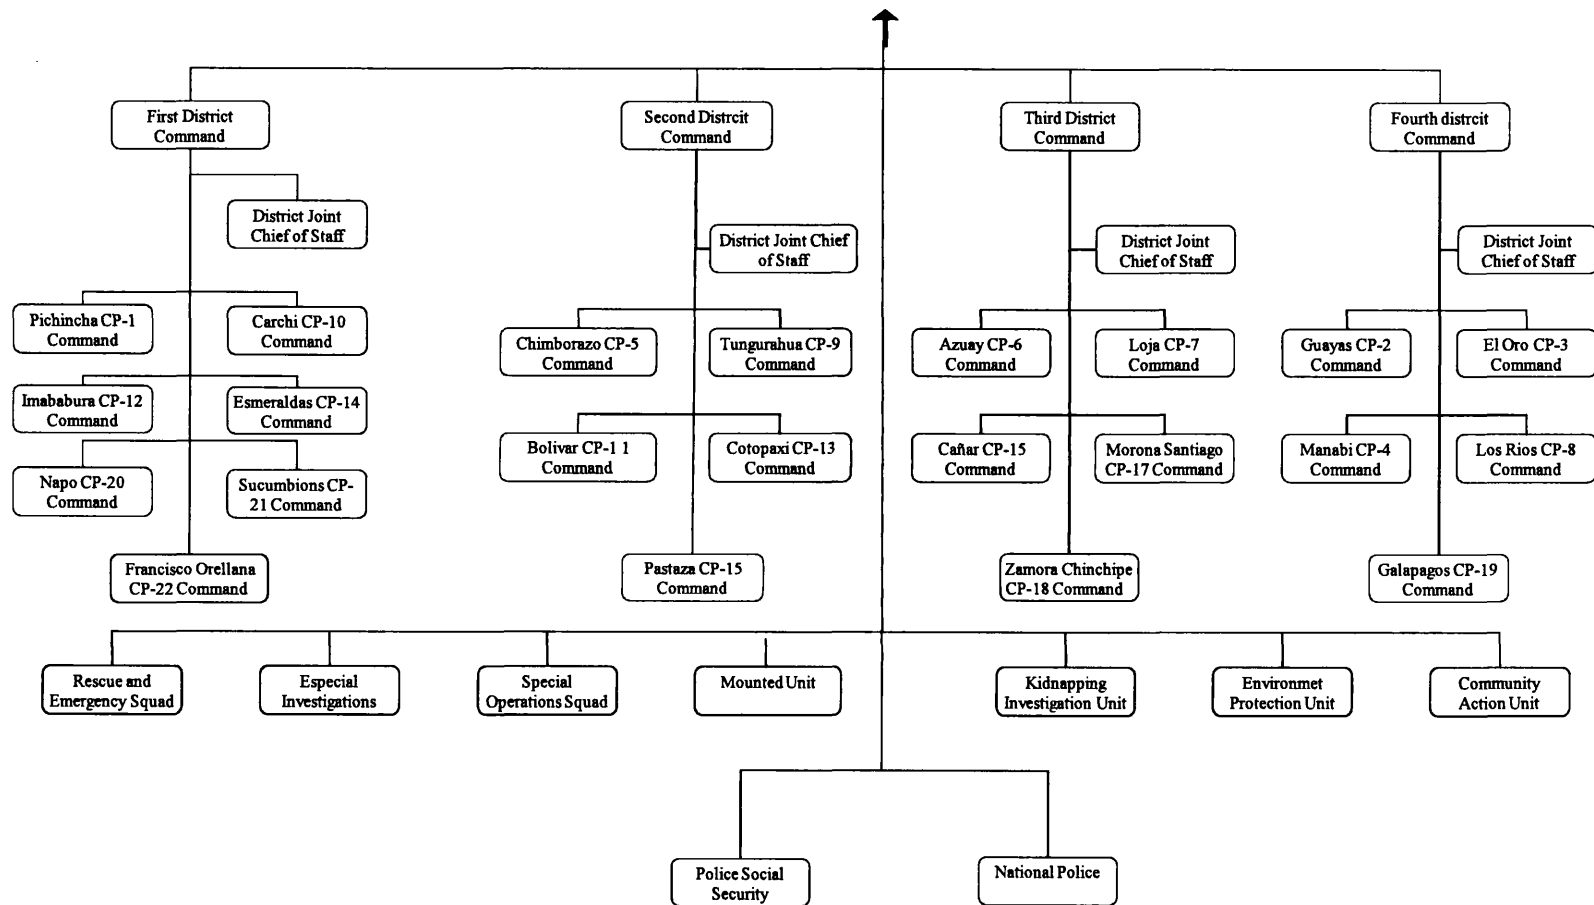 First District
Command
Second Distrcit
Command
Third District
Command
Fourth distrcit
Command
District Joint
Chief of Staff
District Joint Chief
of Staff
District Joint
Chief of Staff
District Joint
Chief of Staff
Pichincha CP-1
Command
Carchi CP-10
Command
Chimborazo CP-5
Command
Tungurahua CP-9
Command
Azuay CP-6
Command
Loja CP-7
Command
Guayas CP-2
Command
El Oro CP-3
Command
Imababura CP-12
Command
Esmeraldas CP-14
Command
Bolivar CP-1 1
Command
Cotopaxi CP-13
Command
Cañar CP-15
Command
Morona Santiago
CP-17 Command
Manabi CP-4
Command
Los Rios CP-8
Command
Napo CP-20
Command
Sucumbions CP-
21 Command
Francisco Orellana
CP-22 Command
Pastaza CP-15
Command
Zamora Chinchipe
CP-18 Command
Galapagos CP-19
Command
Rescue and
Emergency Squad
Especial
Investigations
Special
Operations Squad
Mounted Unit
Kidnapping
Investigation Unit
Environmet
Protection Unit
Community
Action Unit
Police Social
Security
National Police